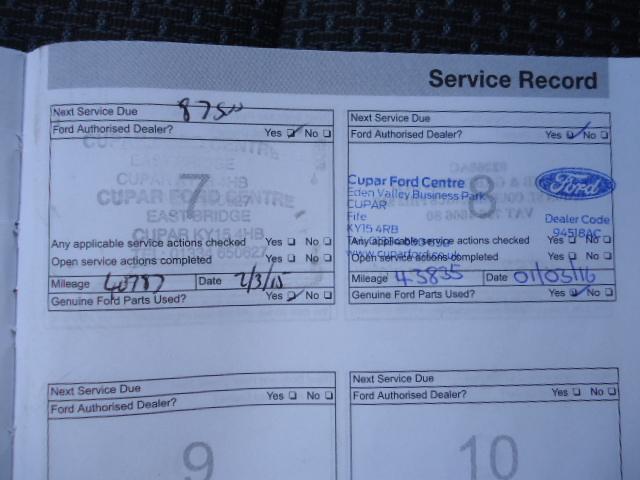 Service Record
Next Service Due 8750
Ford Authorised Dealer? Yes No
7
CUPAR FORD CENTRE
EASTBRIDGE
CUPAR KY15 4HB
Any applicable service actions checked Yes No
Open service actions completed Yes No
Mileage 40787 Date 2/3/15
Genuine Ford Parts Used? Yes No
Next Service Due
Ford Authorised Dealer? Yes No
8
Cupar Ford Centre
Eden Valley Business Park
CUPAR
Fife
KY15 4RB
Ford
Dealer Code
94518AC
Any applicable service actions checked Yes No
Open service actions completed Yes No
Mileage 43835 Date 01/03/16
Genuine Ford Parts Used? Yes No
Next Service Due
Ford Authorised Dealer? Yes No
9
Next Service Due
Ford Authorised Dealer? Yes No
10